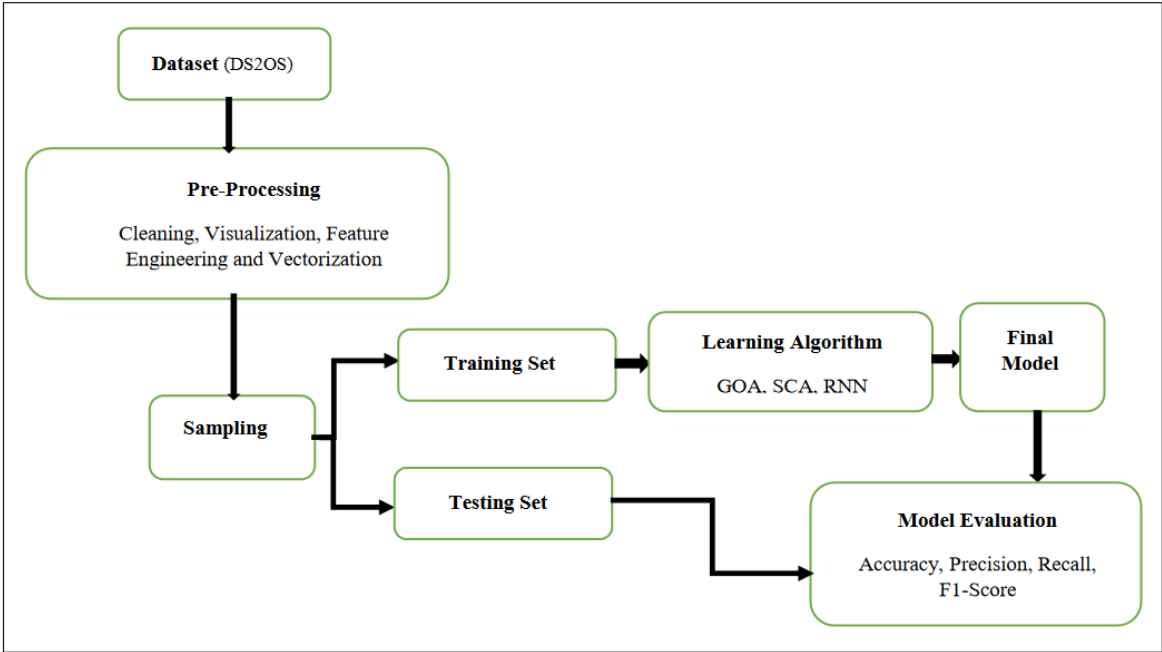 Dataset (DS2OS)
Pre-Processing
Cleaning, Visualization, Feature
Engineering and Vectorization
Sampling
Training Set
Learning Algorithm
GOA, SCA, RNN
Final
Model
Testing Set
Model Evaluation
Accuracy, Precision, Recall,
F1-Score